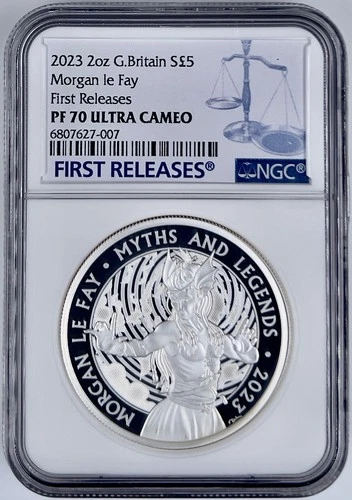 2023 2oz G.Britain S£5
Morgan le Fay
First Releases
PF 70 ULTRA CAMEO
6807627-007
FIRST RELEASES®
NGC®
MORGAN LE FAY · MYTHS AND LEGENDS · 2023